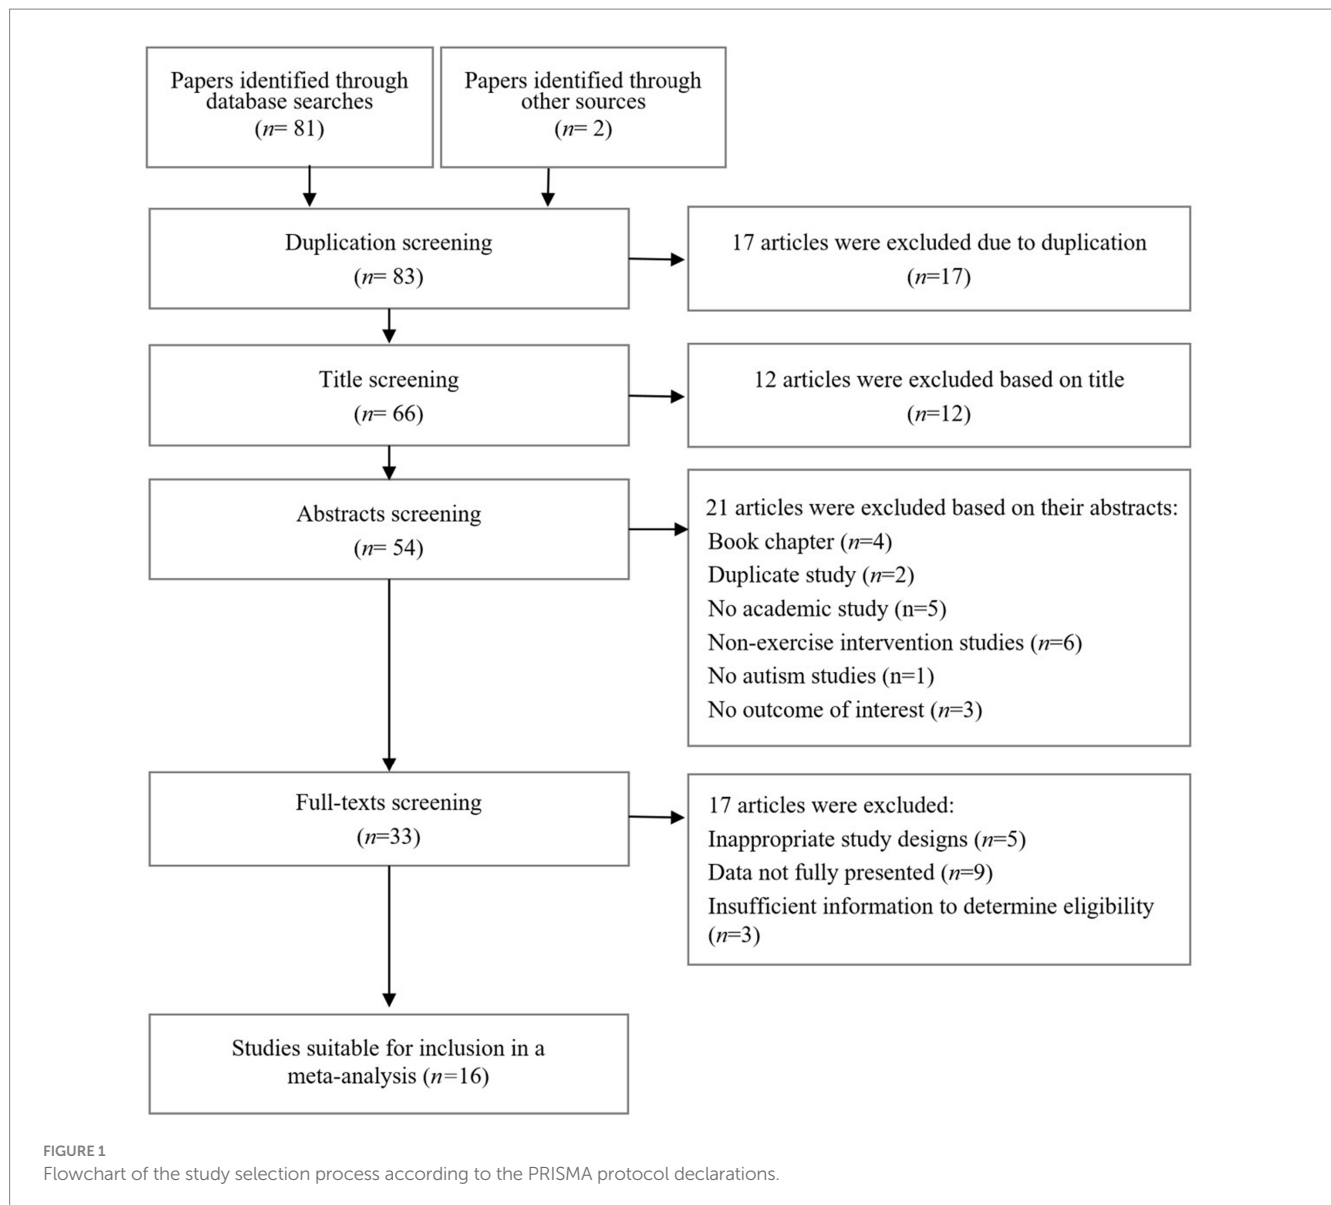 Papers identified through
database searches
(n= 81)
Papers identified through
other sources
(n= 2)
Duplication screening
(n= 83)
17 articles were excluded due to duplication
(n=17)
Title screening
(n= 66)
12 articles were excluded based on title
(n=12)
Abstracts screening
(n= 54)
21 articles were excluded based on their abstracts:
Book chapter (n=4)
Duplicate study (n=2)
No academic study (n=5)
Non-exercise intervention studies (n=6)
No autism studies (n=1)
No outcome of interest (n=3)
Full-texts screening
(n=33)
17 articles were excluded:
Inappropriate study designs (n=5)
Data not fully presented (n=9)
Insufficient information to determine eligibility
(n=3)
Studies suitable for inclusion in a
meta-analysis (n=16)
FIGURE 1
Flowchart of the study selection process according to the PRISMA protocol declarations.